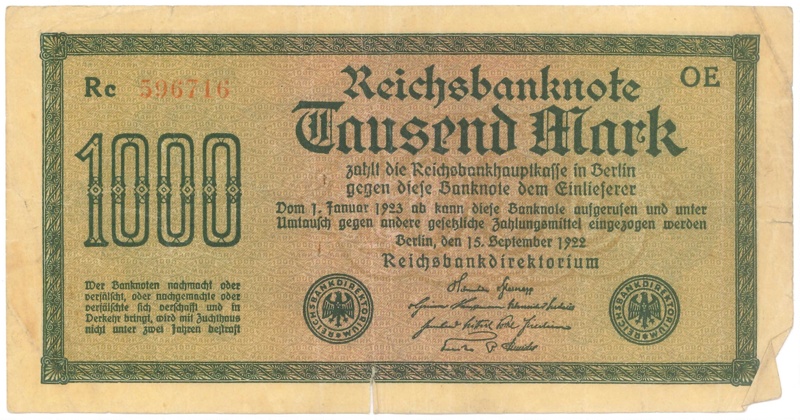 Rc 596716
OE
Reichsbanknote
Tausend Mark
1000
zahlt die Reichsbankhauptkasse in Berlin
gegen diese Banknote dem Einlieferer
Vom 1. Januar 1923 ab kann diese Banknote aufgerufen und unter
Umtausch gegen andere gesetzliche Zahlungsmittel eingezogen werden
Berlin, den 15. September 1922
Reichsbankdirektorium
Wer Banknoten nachmacht oder
verfälscht, oder nachgemachte oder
verfälschte sich verschafft und in
Verkehr bringt, wird mit Zuchthaus
nicht unter zwei Jahren bestraft
REICHSBANKDIREKTORIUM
REICHSBANKDIREKTORIUM